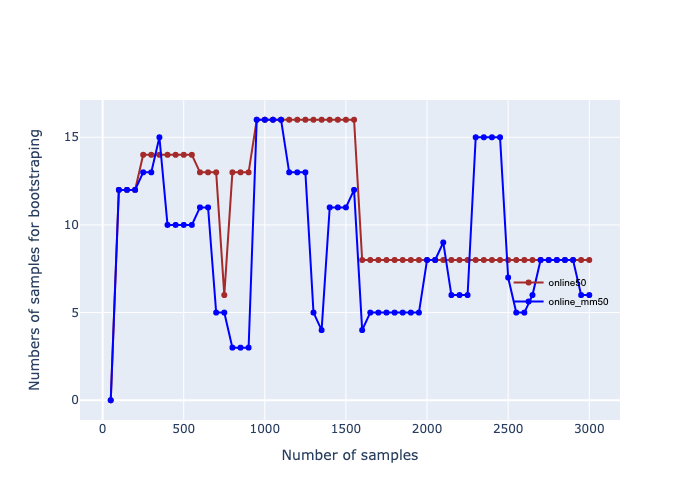 15
10
5
0
0 500 1000 1500 2000 2500 3000
Numbers of samples for bootstraping
Number of samples
online50
online_mm50